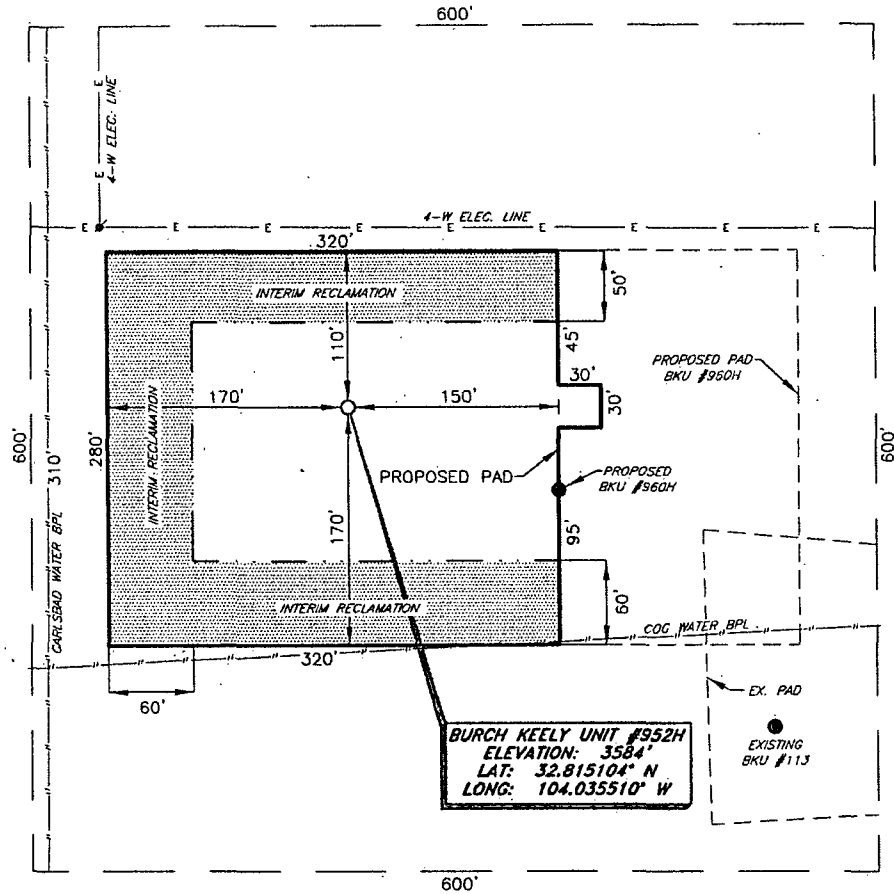 600'
4-W ELEC. LINE
E
E
E
4-W ELEC. LINE
E
E
E
E
E
E
E
E
E
320'
INTERIM RECLAMATION
50'
110'
45'
PROPOSED PAD
BKU #960H
30'
30'
170'
150'
600'
310'
280'
600'
INTERIM RECLAMATION
PROPOSED PAD
PROPOSED
BKU #960H
170'
95'
CARLSBAD WATER BPL
INTERIM RECLAMATION
60'
COG WATER BPL
320'
60'
EX. PAD
BURCH KEELY UNIT #952H
ELEVATION: 3584'
LAT: 32.815104° N
LONG: 104.035510° W
EXISTING
BKU #113
600'